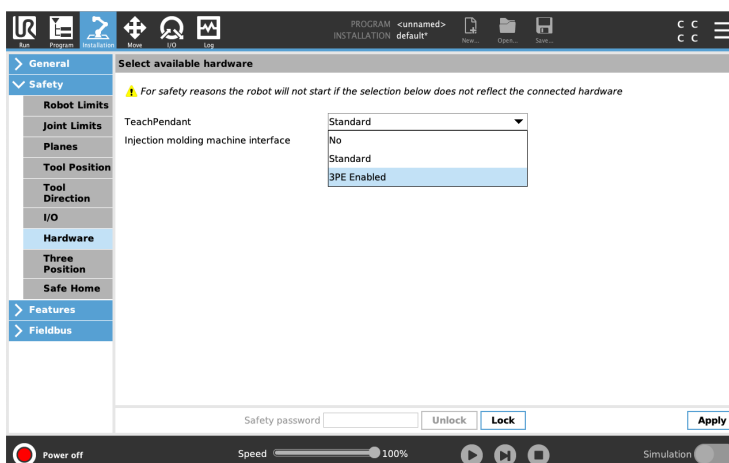 PROGRAM <unnamed>
INSTALLATION default*
New... Open... Save...
C C
C C
Run Program Installation Move I/O Log
General
Select available hardware
Safety
For safety reasons the robot will not start if the selection below does not reflect the connected hardware
Robot Limits
Joint Limits
Planes
Tool Position
Tool
Direction
I/O
Hardware
Three
Position
Safe Home
Features
Fieldbus
TeachPendant
Standard
Injection molding machine interface
No
Standard
3PE Enabled
Safety password
Unlock
Lock
Apply
Power off
Speed
100%
Simulation